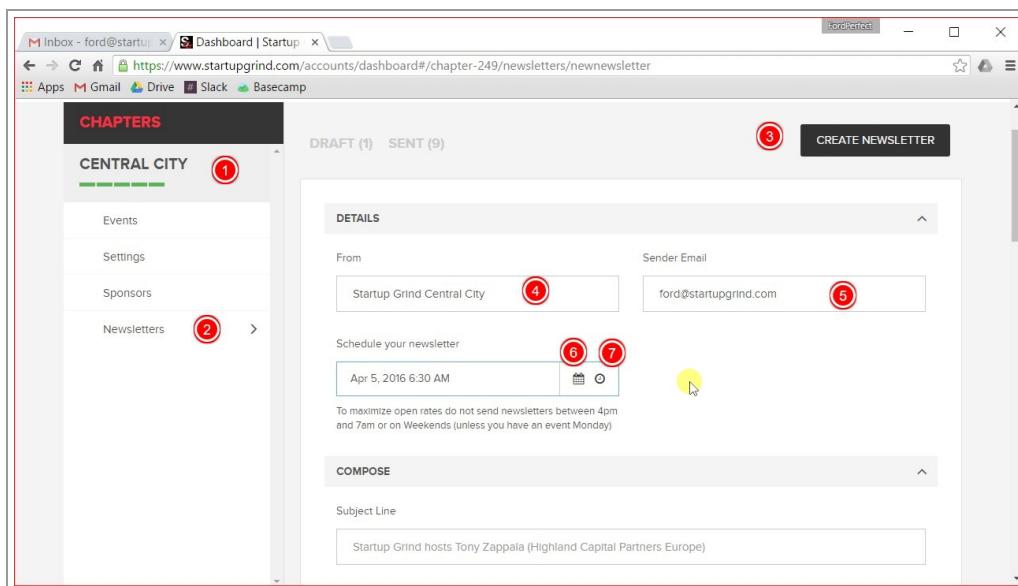 FordPerfect
M Inbox - ford@startup
Dashboard | Startup
https://www.startupgrind.com/accounts/dashboard#/chapter-249/newsletters/newnewsletter
Apps Gmail Drive Slack Basecamp
CHAPTERS
CENTRAL CITY
1
Events
Settings
Sponsors
Newsletters
2
DRAFT (1) SENT (9)
3
CREATE NEWSLETTER
DETAILS
From
Sender Email
Startup Grind Central City
4
ford@startupgrind.com
5
Schedule your newsletter
6
7
Apr 5, 2016 6:30 AM
To maximize open rates do not send newsletters between 4pm
and 7am or on Weekends (unless you have an event Monday)
COMPOSE
Subject Line
Startup Grind hosts Tony Zappala (Highland Capital Partners Europe)